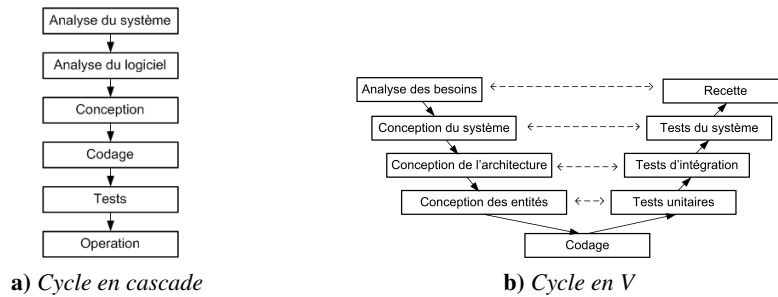 Analyse du système
Analyse du logiciel
Conception
Codage
Tests
Operation
a) Cycle en cascade
Analyse des besoins
Recette
Conception du système
Tests du système
Conception de l'architecture
Tests d'intégration
Conception des entités
Tests unitaires
Codage
b) Cycle en V